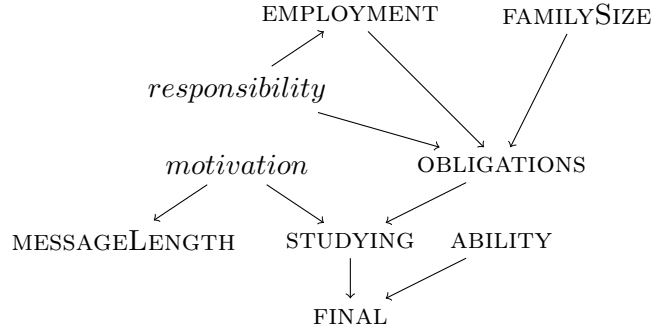 EMPLOYMENT FAMILYSIZE
responsibility
motivation OBLIGATIONS
MESSAGELENGTH STUDYING ABILITY
FINAL